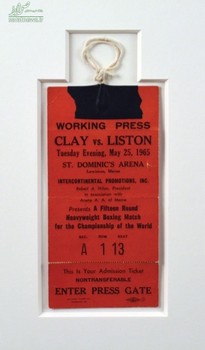 WORKING PRESS
CLAY vs. LISTON
Tuesday Evening, May 25, 1965
ST. DOMINIC'S ARENA
Lewiston, Maine
INTERCONTINENTAL PROMOTIONS, INC.
Presents A Fifteen Round
Heavyweight Boxing Match
for the Championship of the World
SEC. ROW SEAT
A 1 13
This Is Your Admission Ticket
NONTRANSFERABLE
ENTER PRESS GATE